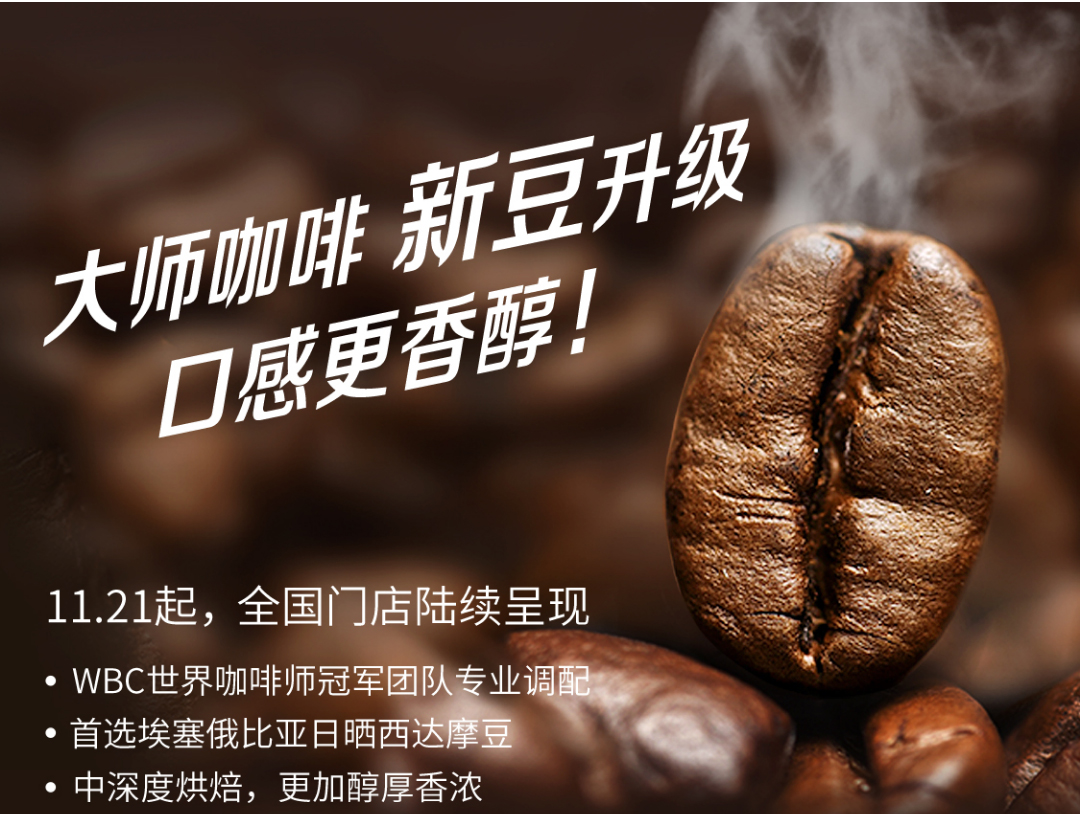 大师咖啡 新豆升级
口感更香醇！
11.21起，全国门店陆续呈现
• WBC世界咖啡师冠军团队专业调配
• 首选埃塞俄比亚日晒西达摩豆
• 中深度烘焙，更加醇厚香浓